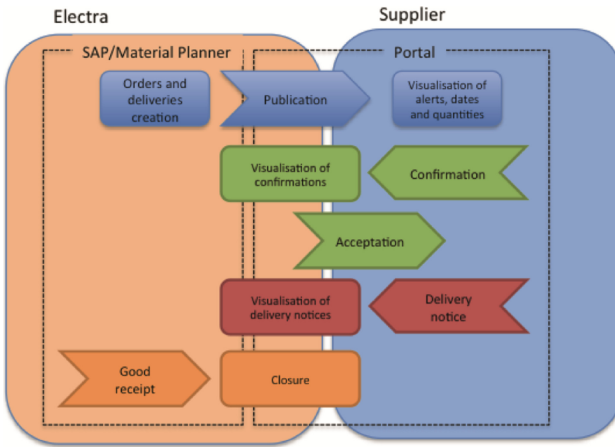 Electra
Supplier
SAP/Material Planner
Portal
Orders and
deliveries
creation
Publication
Visualisation of
alerts, dates
and quantities
Visualisation of
confirmations
Confirmation
Acceptation
Visualisation of
delivery notices
Delivery
notice
Good
receipt
Closure